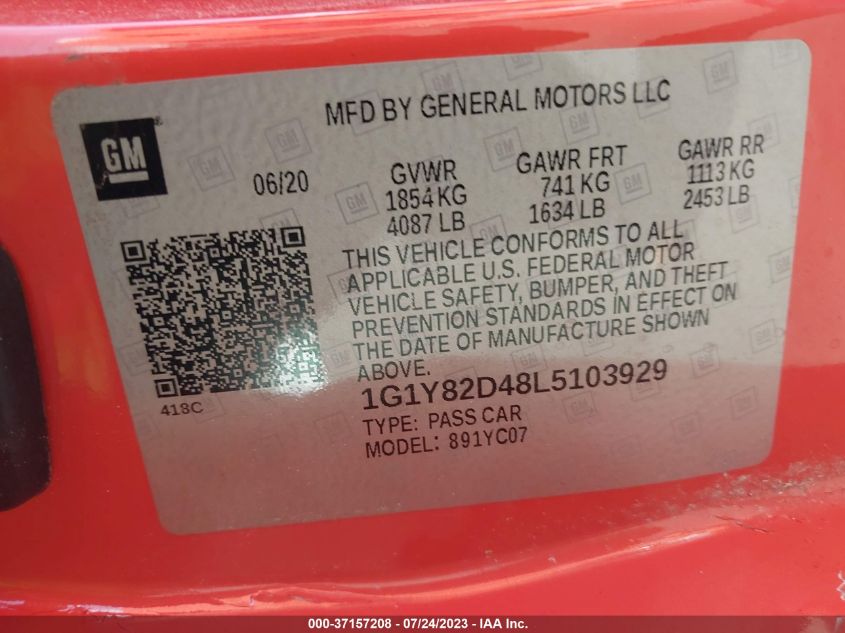 MFD BY GENERAL MOTORS LLC
GM
06/20
GVWR
1854 KG
4087 LB
GAWR FRT
741 KG
1634 LB
GAWR RR
1113 KG
2453 LB
THIS VEHICLE CONFORMS TO ALL
APPLICABLE U.S. FEDERAL MOTOR
VEHICLE SAFETY, BUMPER, AND THEFT
PREVENTION STANDARDS IN EFFECT ON
THE DATE OF MANUFACTURE SHOWN
ABOVE.
418C
1G1Y82D48L5103929
TYPE: PASS CAR
MODEL: 891YC07
000-37157208 - 07/24/2023 - IAA Inc.